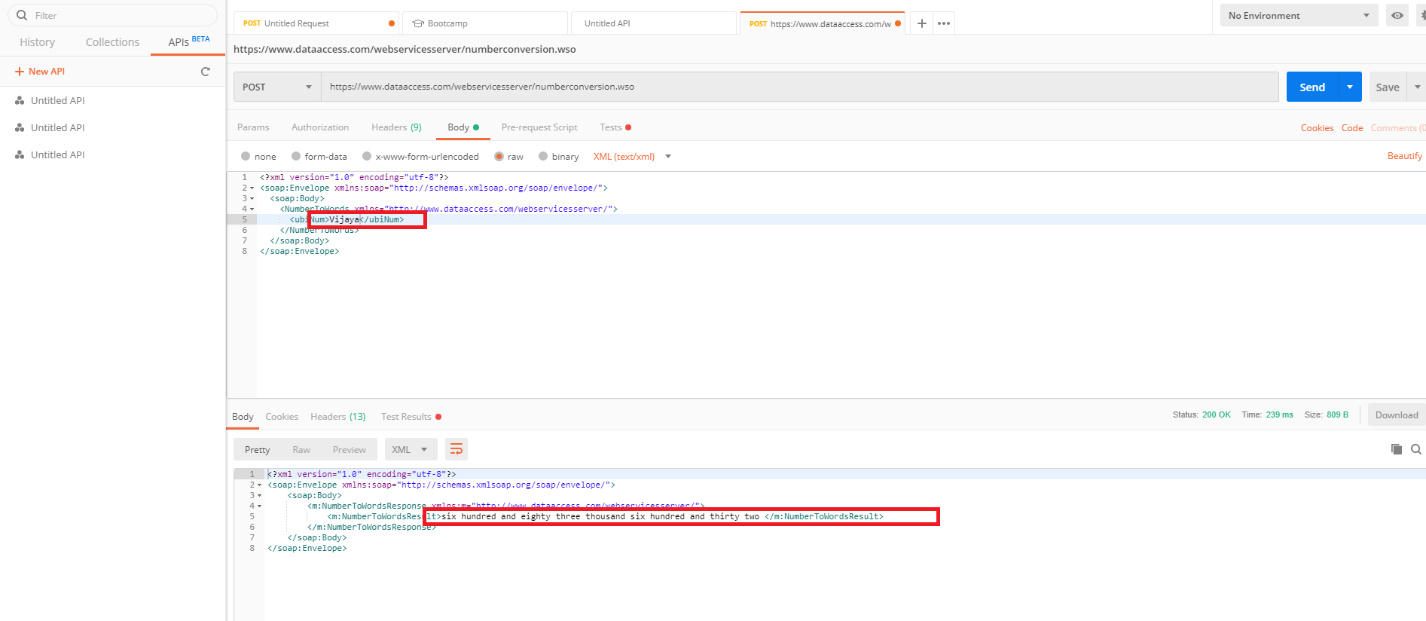 Filter
History Collections APIs BETA
+ New API
Untitled API
Untitled API
Untitled API
POST Untitled Request
Bootcamp
Untitled API
POST https://www.dataaccess.com/w
+ •••
No Environment
https://www.dataaccess.com/webservicesserver/numberconversion.wso
POST https://www.dataaccess.com/webservicesserver/numberconversion.wso Send Save
Params Authorization Headers (9) Body Pre-request Script Tests Cookies Code Comments (0
none form-data x-www-form-urlencoded raw binary XML (text/xml) Beautify
1 <?xml version="1.0" encoding="utf-8"?>
2 <soap:Envelope xmlns:soap="http://schemas.xmlsoap.org/soap/envelope/">
3 <soap:Body>
4 <NumberToWords xmlns="http://www.dataaccess.com/webservicesserver/">
5 <ubiNum>Vijaya</ubiNum>
6 </NumberToWords>
7 </soap:Body>
8 </soap:Envelope>
Body Cookies Headers (13) Test Results Status: 200 OK Time: 239 ms Size: 809 B Download
Pretty Raw Preview XML
1 <?xml version="1.0" encoding="utf-8"?>
2 <soap:Envelope xmlns:soap="http://schemas.xmlsoap.org/soap/envelope/">
3 <soap:Body>
4 <m:NumberToWordsResponse xmlns:m="http://www.dataaccess.com/webservicesserver/">
5 <m:NumberToWordsResult>six hundred and eighty three thousand six hundred and thirty two </m:NumberToWordsResult>
6 </m:NumberToWordsResponse>
7 </soap:Body>
8 </soap:Envelope>